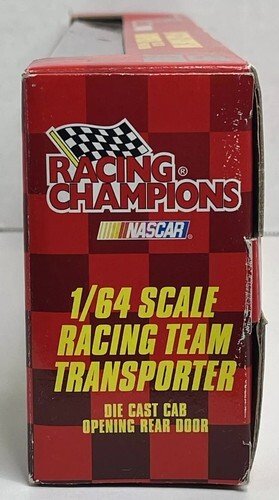 RACING®
CHAMPIONS
NASCAR®
1/64 SCALE
RACING TEAM
TRANSPORTER
DIE CAST CAB
OPENING REAR DOOR